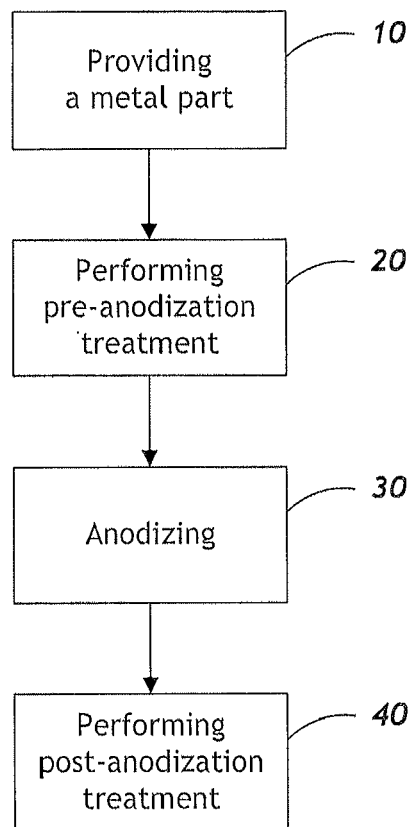 10
Providing
a metal part
20
Performing
pre-anodization
treatment
30
Anodizing
40
Performing
post-anodization
treatment